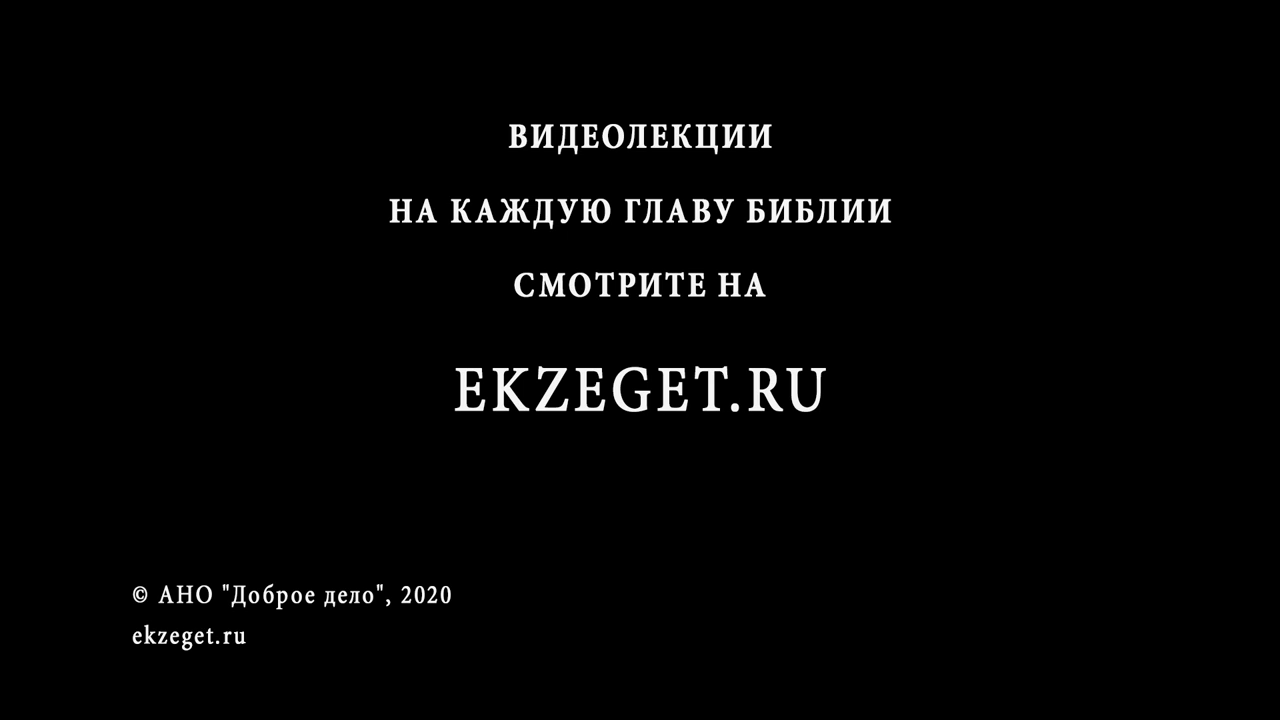 ВИДЕОЛЕКЦИИ
НА КАЖДУЮ ГЛАВУ БИБЛИИ
СМОТРИТЕ НА
EKZEGET.RU
© АНО "Доброе дело", 2020
ekzeget.ru